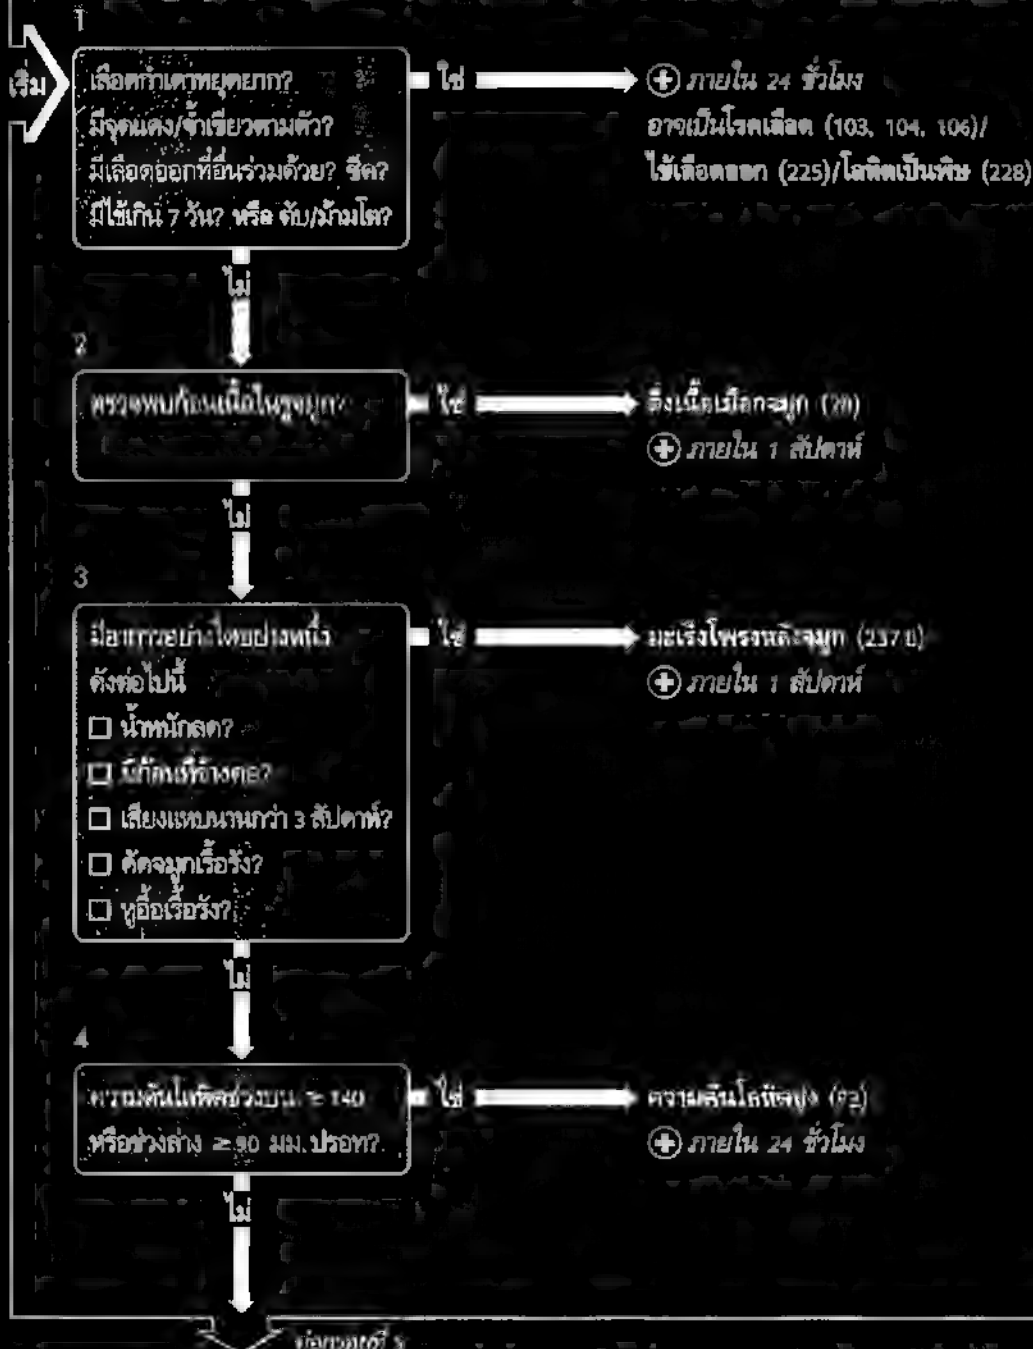 1
เริ่ม
เลือดกำเดาหยุดยาก?
มีจุดแดง/จ้ำเขียวตามตัว?
มีเลือดออกที่อื่นร่วมด้วย? ซีด?
มีไข้เกิน 7 วัน? หรือ ตับ/ม้ามโต?
ใช่
ภายใน 24 ชั่วโมง
อาจเป็นโรคเลือด (103, 104, 106)/
ไข้เลือดออก (225)/โลหิตเป็นพิษ (228)
ไม่
2
ตรวจพบก้อนเนื้อในรูจมูก?
ใช่
ติ่งเนื้อเมือกจมูก (20)
ภายใน 1 สัปดาห์
ไม่
3
มีอาการอย่างใดอย่างหนึ่ง
ดังต่อไปนี้
น้ำหนักลด?
มีก้อนที่ข้างคอ?
เสียงแหบนานกว่า 3 สัปดาห์?
คัดจมูกเรื้อรัง?
หูอื้อเรื้อรัง?
ใช่
มะเร็งโพรงหลังจมูก
ภายใน 1 สัปดาห์
ไม่
4
ความดันโลหิตช่วงบน ≥ 140
หรือช่วงล่าง ≥ 90 มม. ปรอท?
ใช่
ความดันโลหิตสูง
ภายใน 24 ชั่วโมง
ไม่